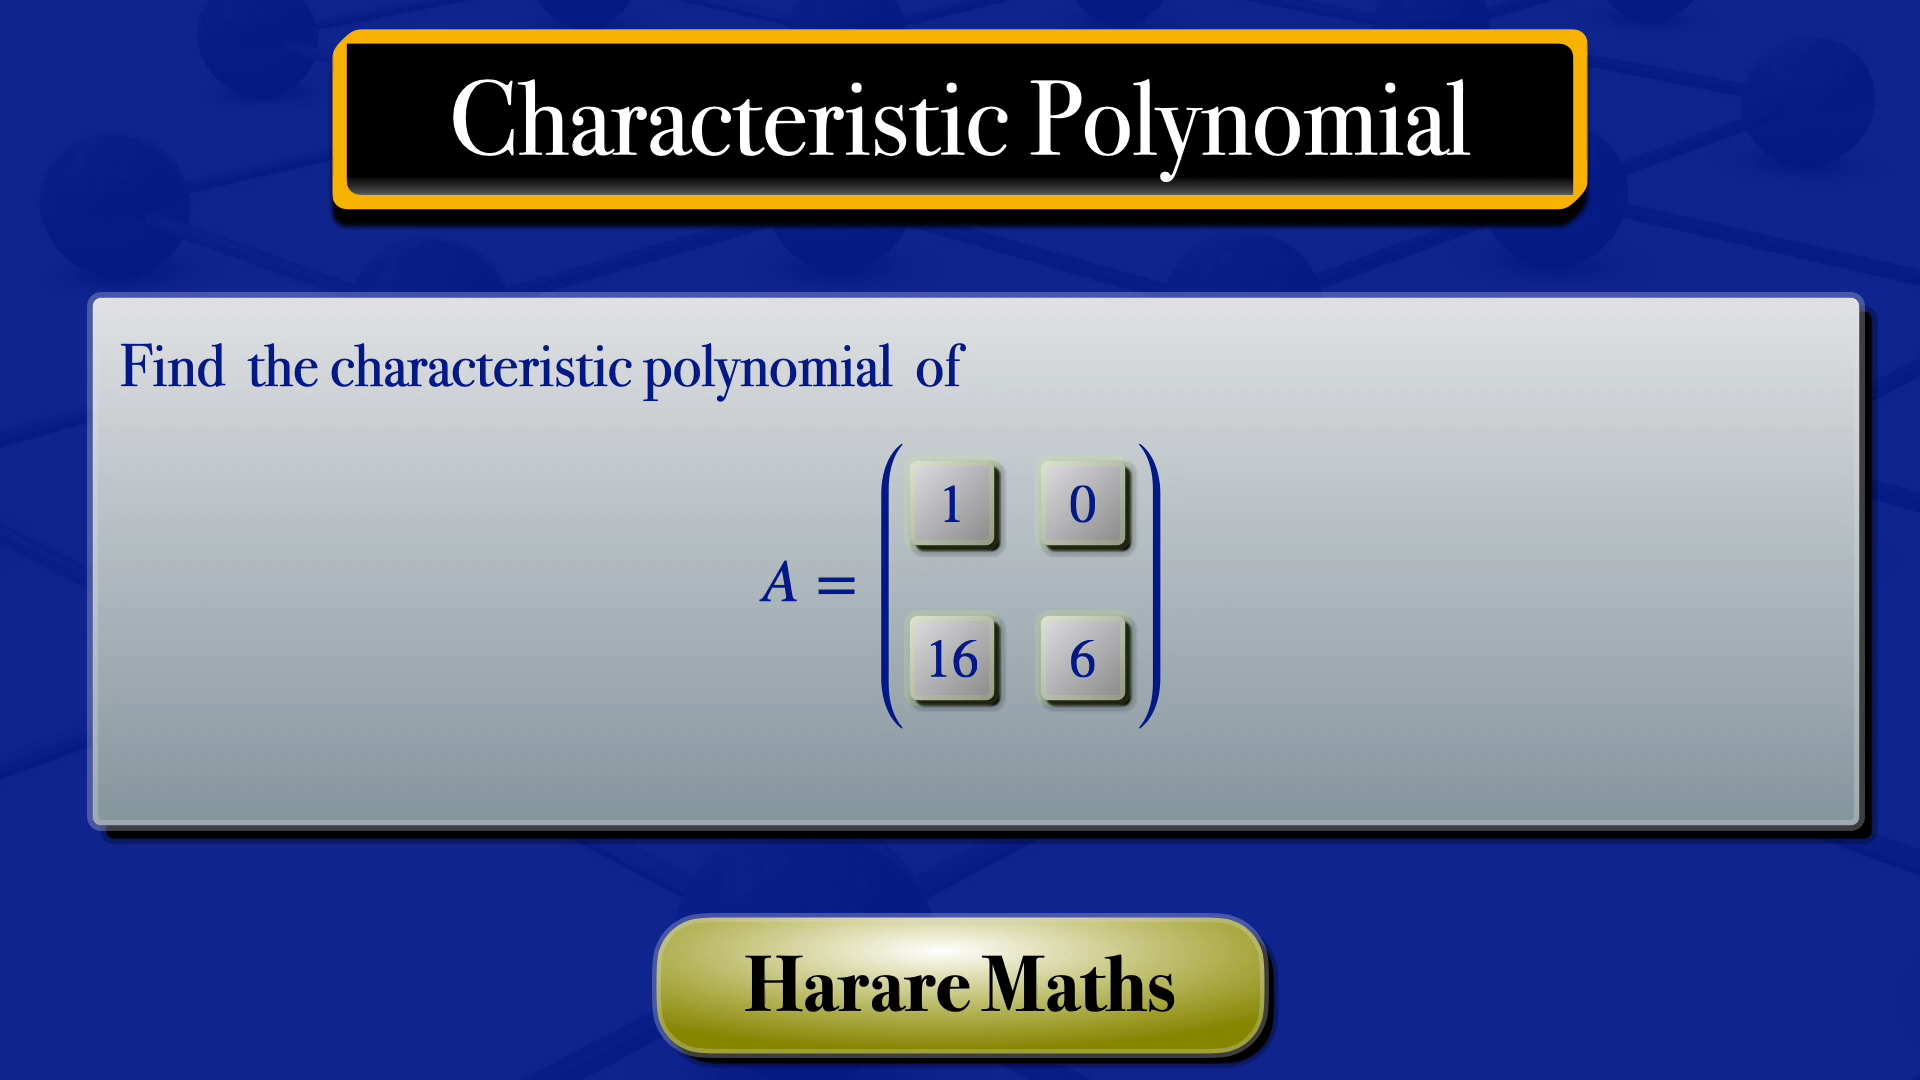 Characteristic Polynomial
Find the characteristic polynomial of
A = ( 1 0
16 6 )
Harare Maths